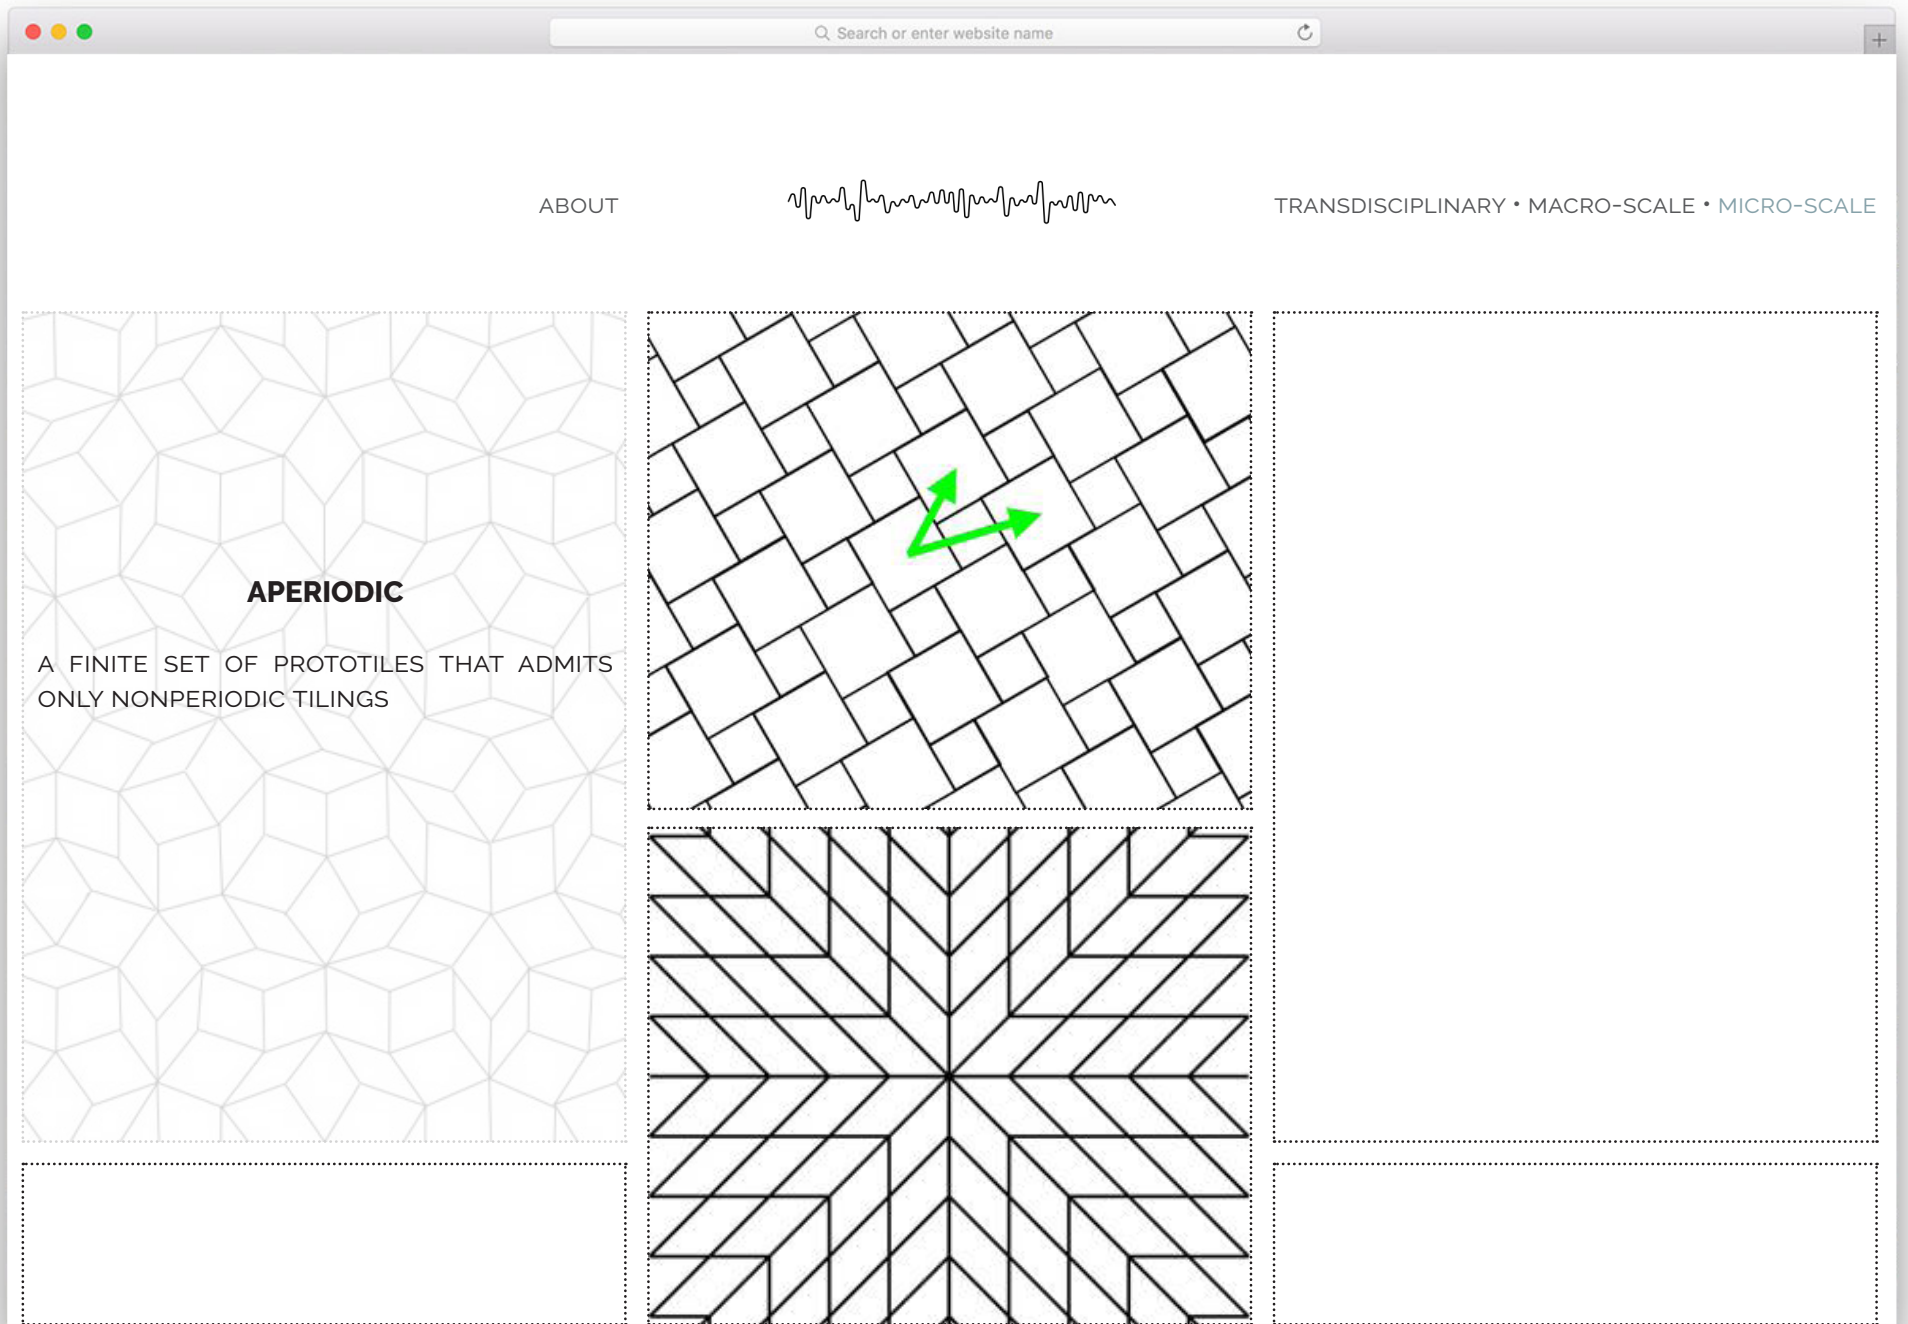 Search or enter website name
ABOUT
TRANSDISCIPLINARY • MACRO-SCALE • MICRO-SCALE
APERIODIC
A FINITE SET OF PROTOTILES THAT ADMITS
ONLY NONPERIODIC TILINGS